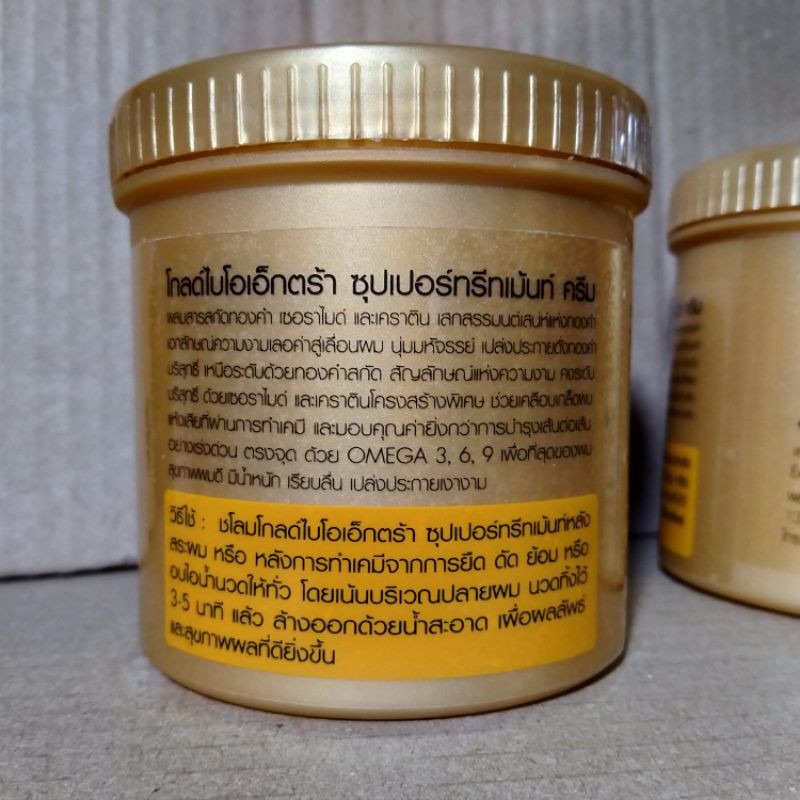 โกลด์ไบโอเอ็กตร้า ซุปเปอร์ทรีทเม้นท์ ครีม
ผสมสารสกัดทองคำ เซอราไมด์ และเคราติน เสกสรรมนต์เสน่ห์แห่งทองคำ
เอกลักษณ์ความงามเลอค่าสู่เลื่อนผม นุ่มมหัจรรย์ เปล่งประกายดั่งทองคำ
บริสุทธิ์ เหนือระดับด้วยทองคำสกัด สัญลักษณ์แห่งความงาม คงระดับ
บริสุทธิ์ ด้วยเซอราไมด์ และเคราตินโครงสร้างพิเศษ ช่วยเคลือบเกล็ดผม
แห้งเสียที่ผ่านการทำเคมี และมอบคุณค่ายิ่งกว่าการบำรุงเส้นต่อเส้น
อย่างเร่งด่วน ตรงจุด ด้วย OMEGA 3, 6, 9 เพื่อที่สุดของผม
สุขภาพผมดี มีน้ำหนัก เรียบลื่น เปล่งประกายเงางาม
วิธีใช้ : ชโลมโกลด์ไบโอเอ็กตร้า ซุปเปอร์ทรีทเม้นท์หลัง
สระผม หรือ หลังการทำเคมีจากการยืด ดัด ย้อม หรือ
อบไอน้ำนวดให้ทั่ว โดยเน้นบริเวณปลายผม นวดทิ้งไว้
3-5 นาที แล้ว ล้างออกด้วยน้ำสะอาด เพื่อผลลัพธ์
และสุขภาพผลที่ดียิ่งขึ้น